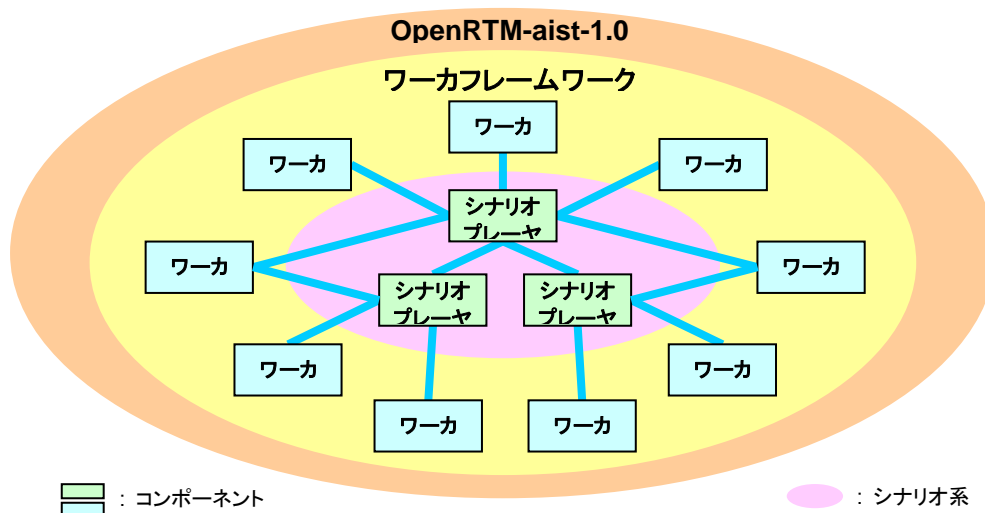 OpenRTM-aist-1.0
ワーカフレームワーク
ワーカ
ワーカ
ワーカ
シナリオ
プレーヤ
ワーカ
ワーカ
シナリオ
プレーヤ
シナリオ
プレーヤ
ワーカ
ワーカ
ワーカ
ワーカ
: コンポーネント
: シナリオ系